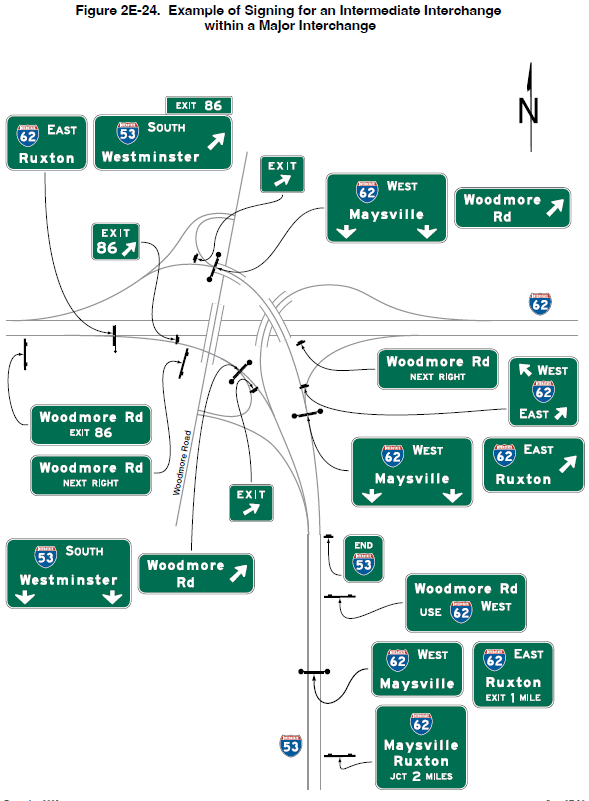 Figure 2E-24. Example of Signing for an Intermediate Interchange
within a Major Interchange
N
EXIT 86
62 EAST
Ruxton
53 SOUTH
Westminster
EXIT
62 WEST
Maysville
Woodmore
Rd
EXIT
86
62
Woodmore Rd
NEXT RIGHT
WEST
62
EAST
Woodmore Rd
EXIT 86
Woodmore Rd
NEXT RIGHT
Woodmore Road
62 WEST
Maysville
62 EAST
Ruxton
EXIT
53 SOUTH
Westminster
Woodmore
Rd
END
53
Woodmore Rd
USE 62 WEST
62 WEST
Maysville
62 EAST
Ruxton
EXIT 1 MILE
53
62
Maysville
Ruxton
JCT 2 MILES